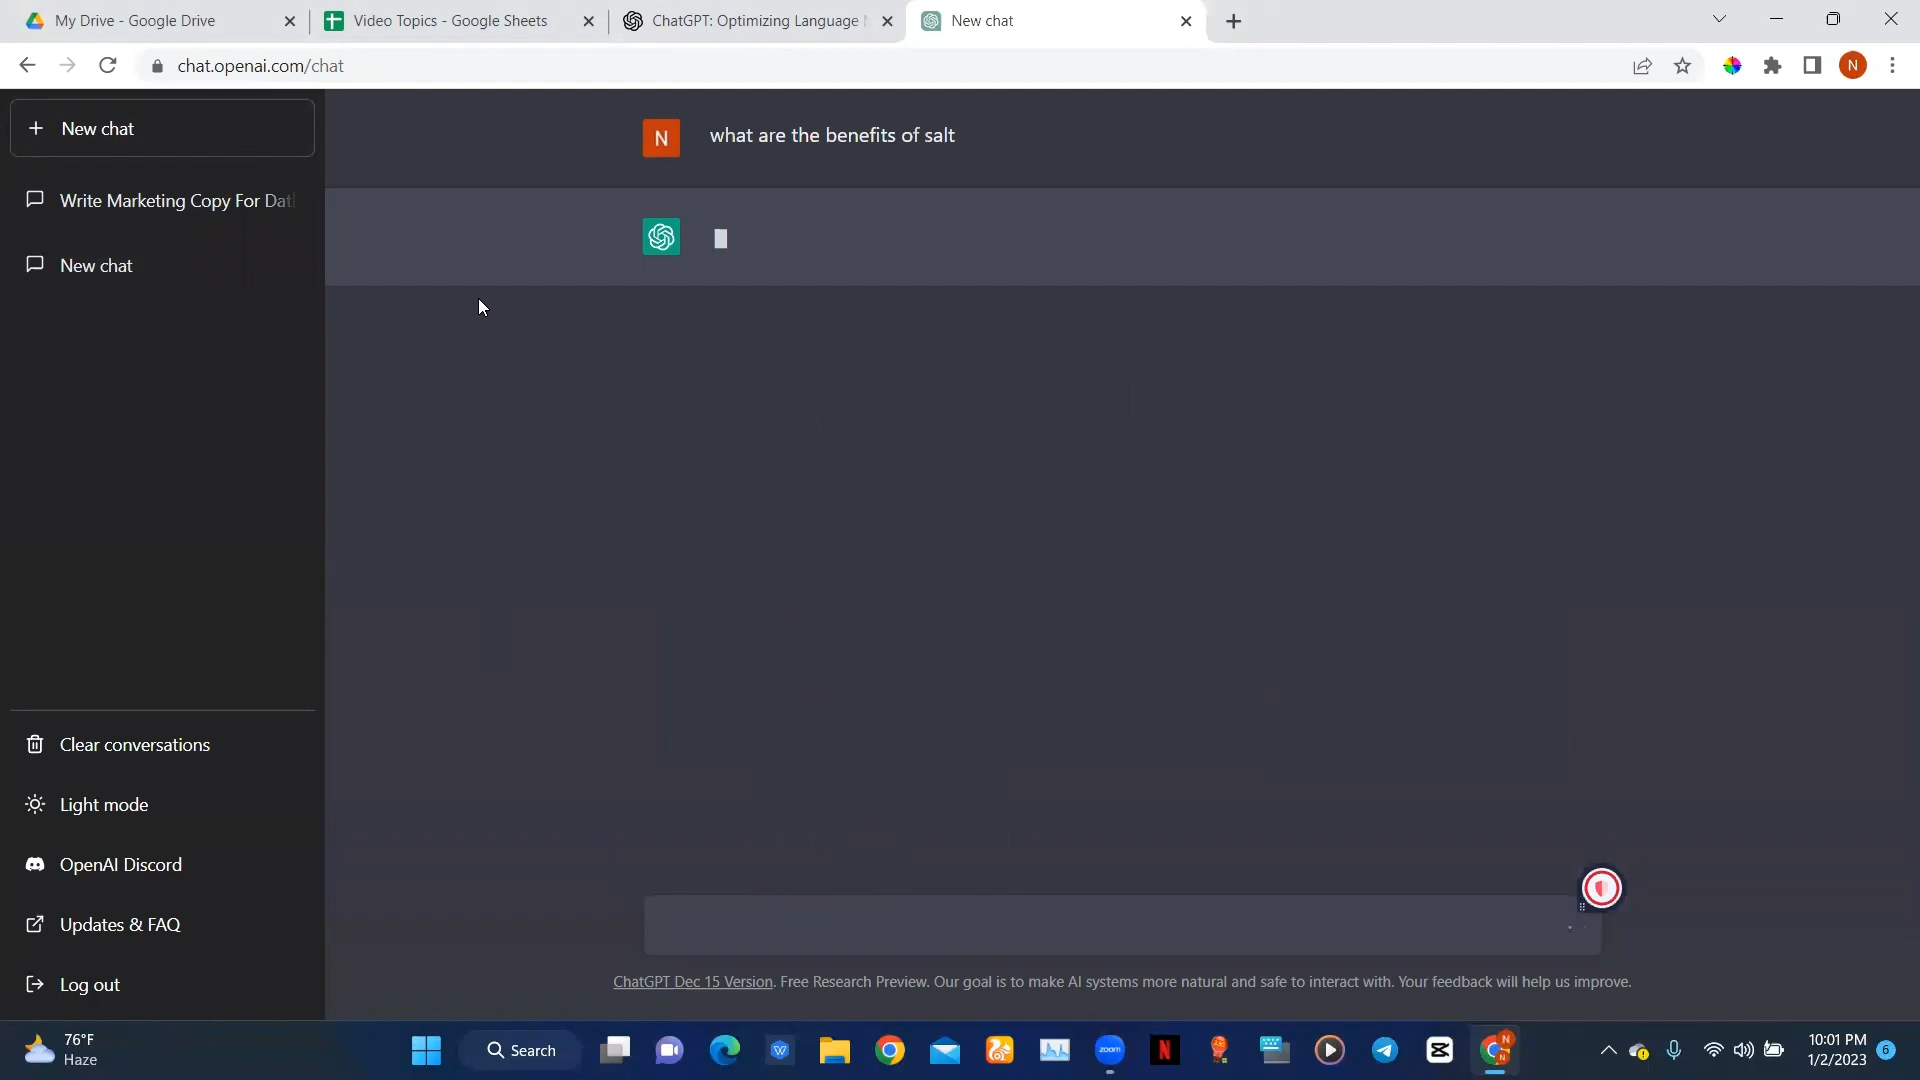 My Drive - Google Drive
Video Topics - Google Sheets
ChatGPT: Optimizing Language
New chat
chat.openai.com/chat
N
New chat
Write Marketing Copy For Dat
New chat
N
what are the benefits of salt
Clear conversations
Light mode
OpenAI Discord
Updates & FAQ
Log out
ChatGPT Dec 15 Version. Free Research Preview. Our goal is to make AI systems more natural and safe to interact with. Your feedback will help us improve.
76°F
Haze
Search
W
zoom
N
N
N
10:01 PM
1/2/2023
6